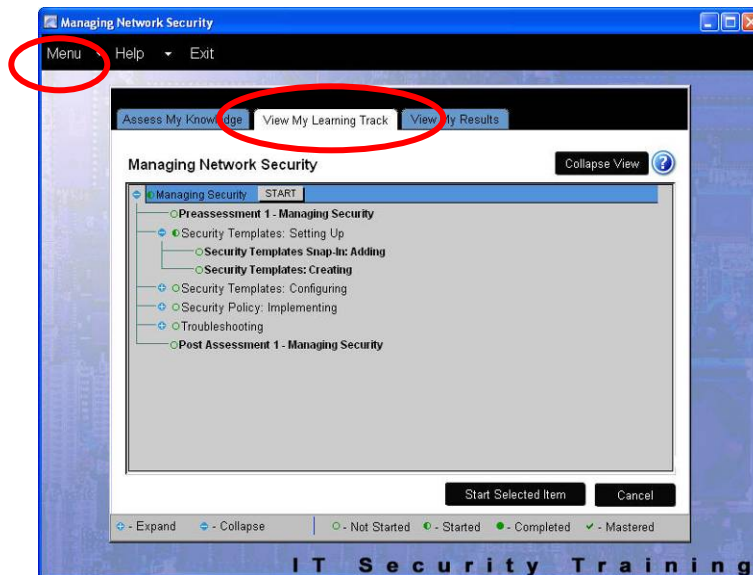 Managing Network Security
Menu Help Exit
Assess My Knowledge View My Learning Track View My Results
Managing Network Security Collapse View ?
Managing Security START
Preassessment 1 - Managing Security
Security Templates: Setting Up
Security Templates Snap-In: Adding
Security Templates: Creating
Security Templates: Configuring
Security Policy: Implementing
Troubleshooting
Post Assessment 1 - Managing Security
Start Selected Item Cancel
- Expand - Collapse - Not Started - Started - Completed - Mastered
IT Security Training